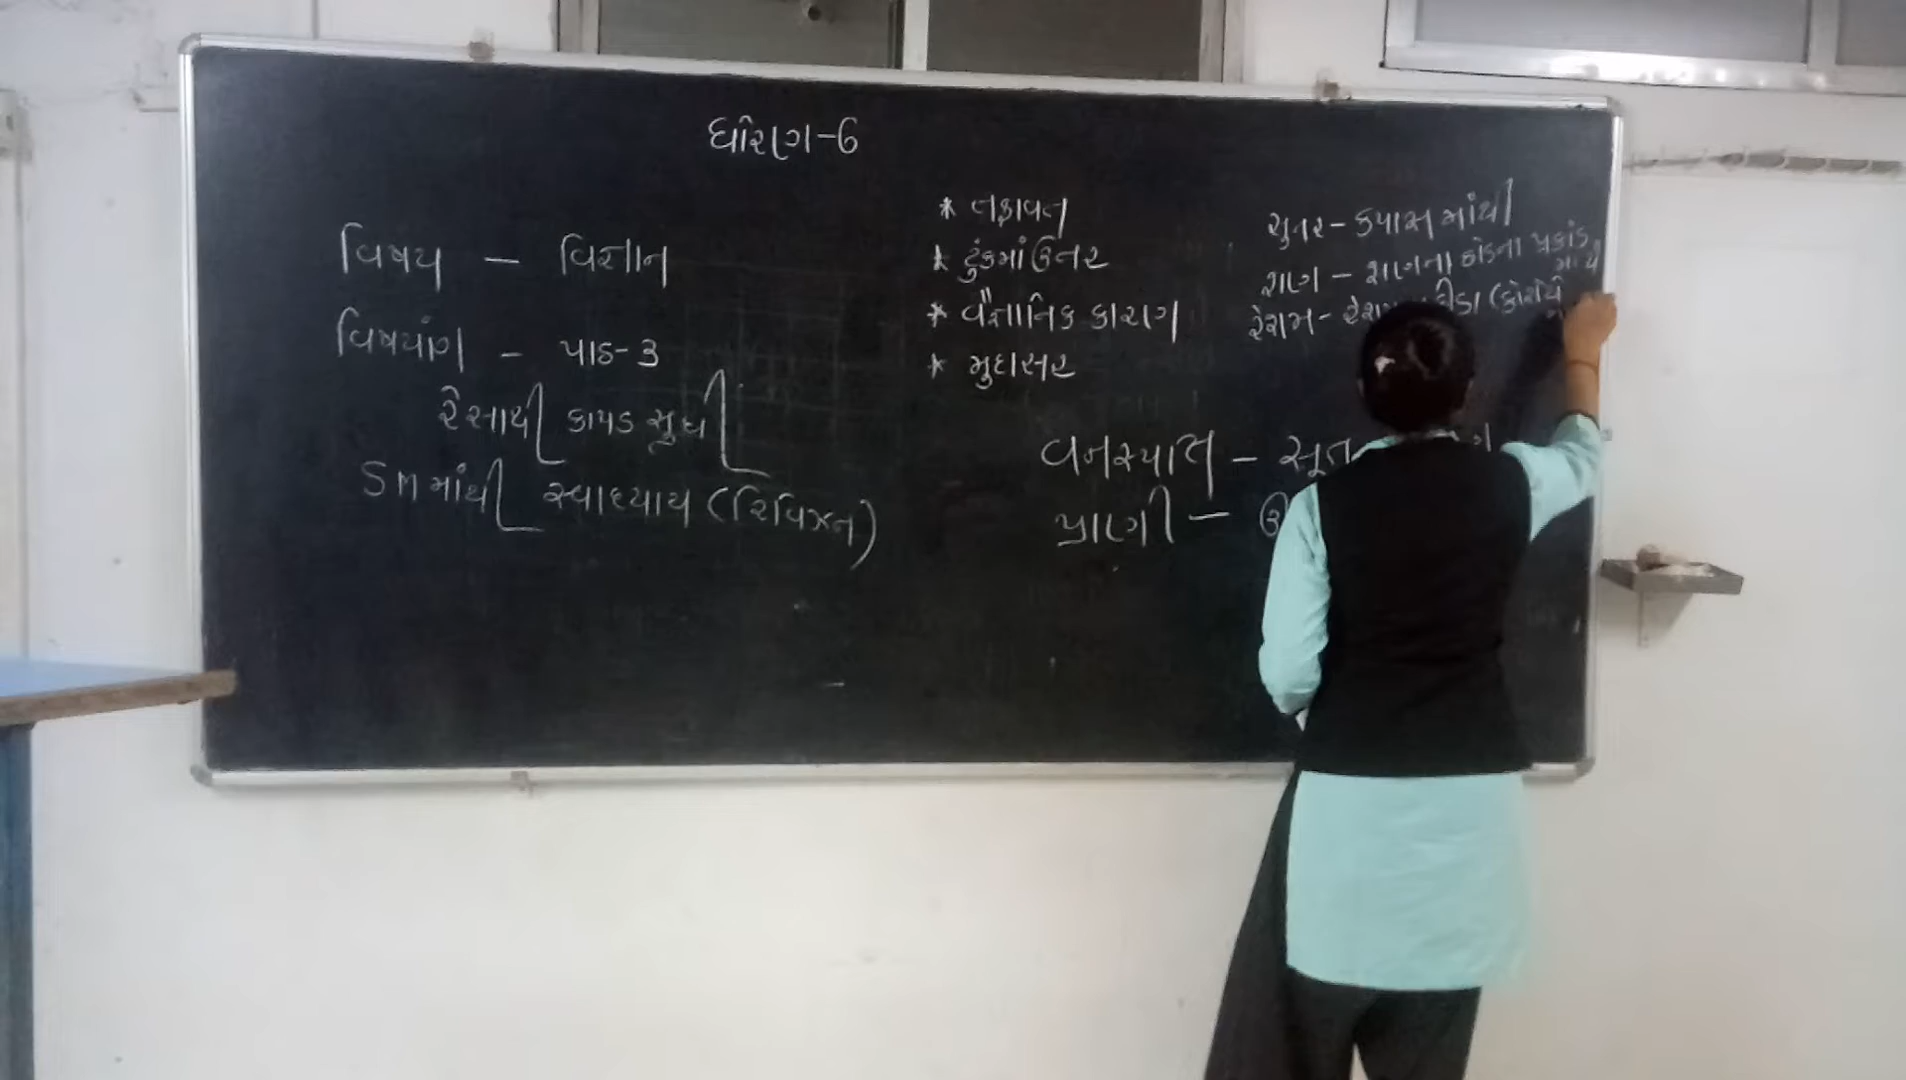 ધોરણ-6
વિષય - વિજ્ઞાન
વિષયાંગ - પાઠ-3
રેસાથી કાપડ સુધી
SM માંથી સ્વાધ્યાય (રિવિઝન)
* તફાવત
* ટુંકમાં ઉત્તર
* વૈજ્ઞાનિક કારણ
* મુદાસર
સુતર - કપાસ માંથી
શણ - શણના છોડના પ્રકાંડ
રેશમ -
વનસ્પતિ - સૂત
પ્રાણી - ઊ